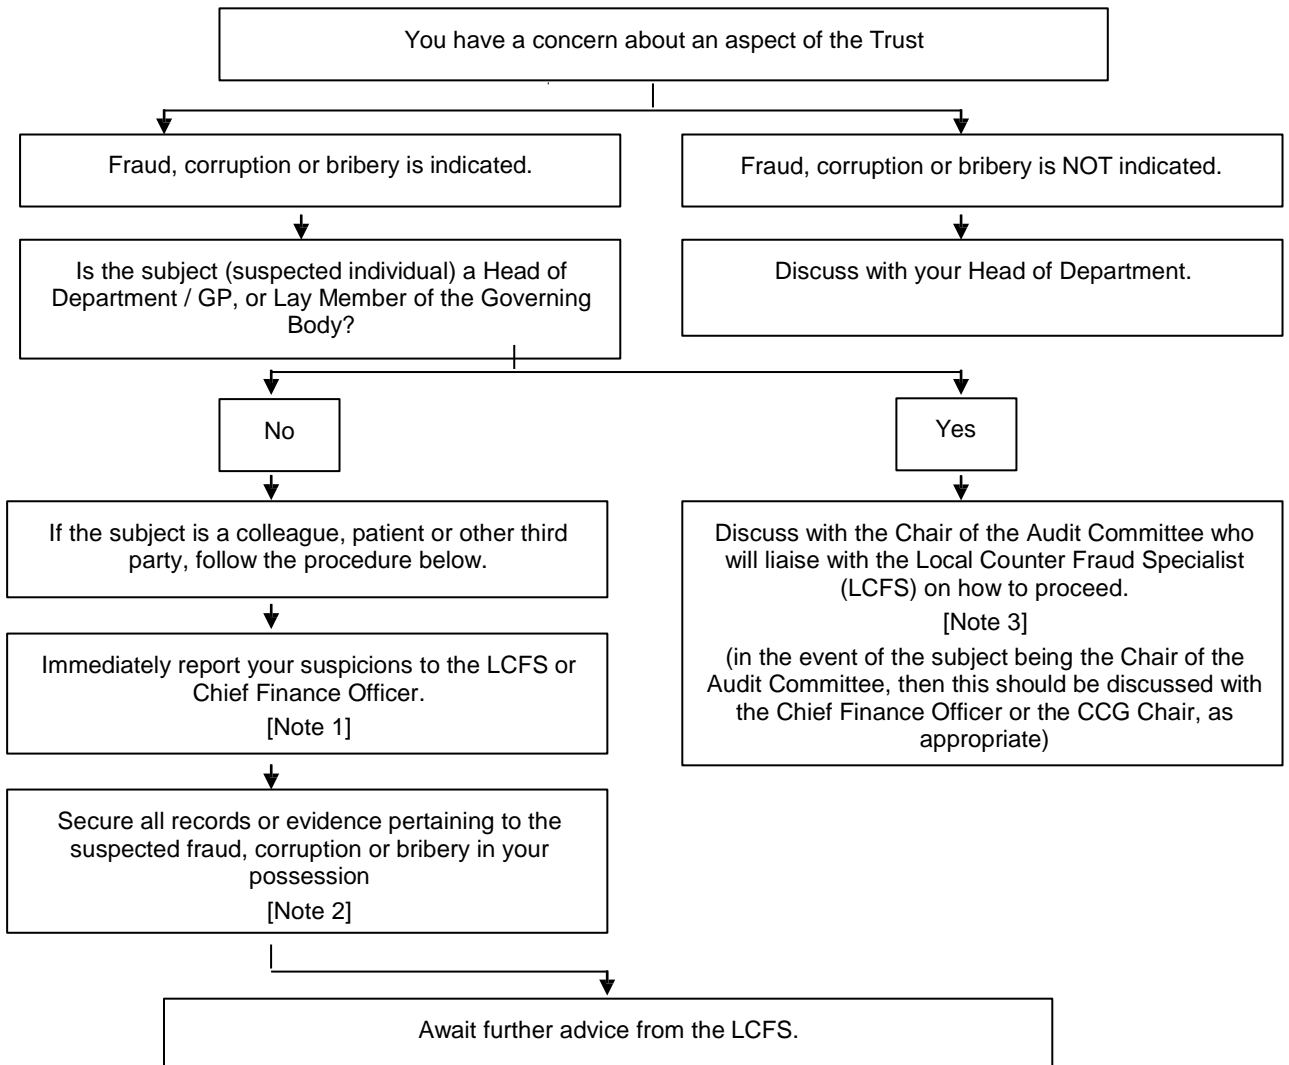 You have a concern about an aspect of the Trust
Fraud, corruption or bribery is indicated.
Fraud, corruption or bribery is NOT indicated.
Is the subject (suspected individual) a Head of
Department / GP, or Lay Member of the Governing
Body?
Discuss with your Head of Department.
No
Yes
If the subject is a colleague, patient or other third
party, follow the procedure below.
Immediately report your suspicions to the LCFS or
Chief Finance Officer.
[Note 1]
Secure all records or evidence pertaining to the
suspected fraud, corruption or bribery in your
possession
[Note 2]
Discuss with the Chair of the Audit Committee who
will liaise with the Local Counter Fraud Specialist
(LCFS) on how to proceed.
[Note 3]
(in the event of the subject being the Chair of the
Audit Committee, then this should be discussed with
the Chief Finance Officer or the CCG Chair, as
appropriate)
Await further advice from the LCFS.